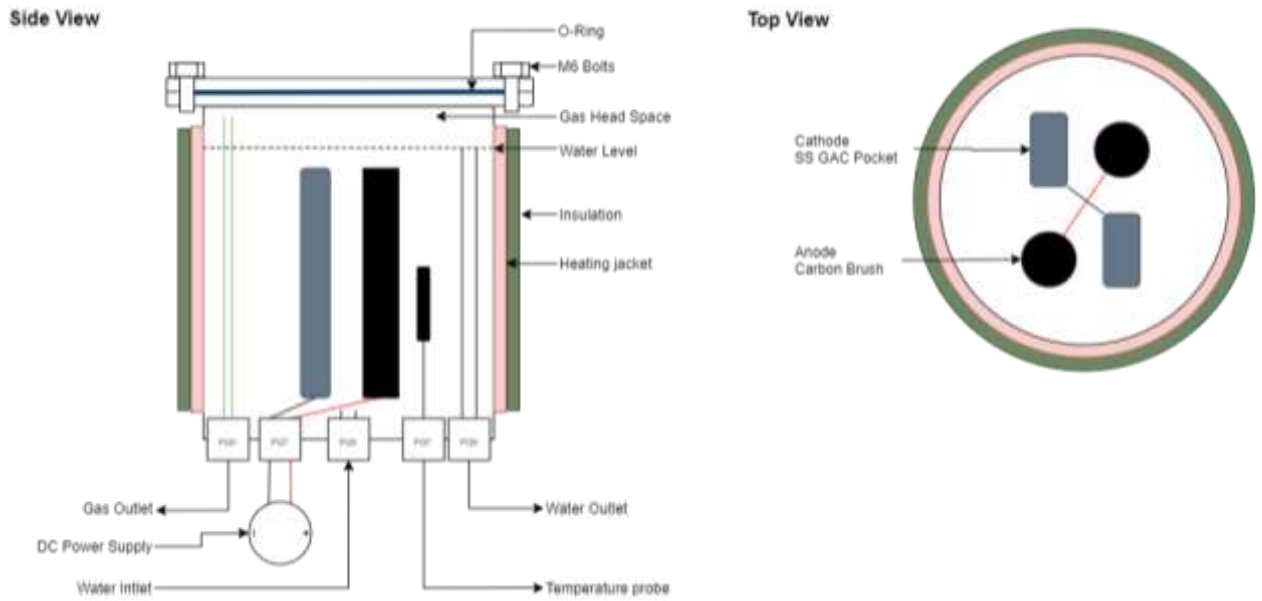 Side View
Top View
O-Ring
M6 Bolts
Gas Head Space
Water Level
Insulation
Heating jacket
Cathode
SS GAC Pocket
Anode
Carbon Brush
Gas Outlet
DC Power Supply
Water Intlet
Water Outlet
Temperature probe